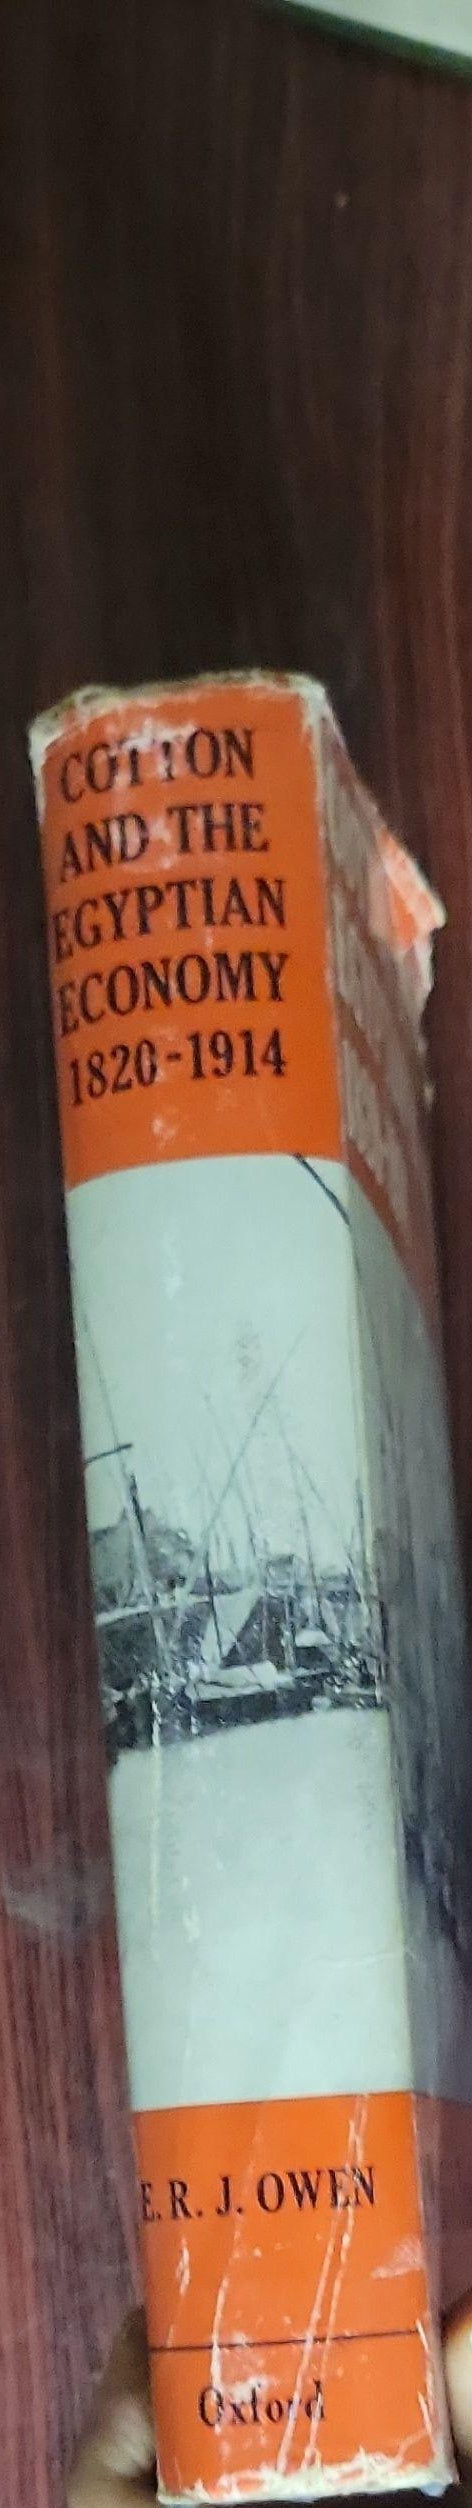 COTTON
AND THE
EGYPTIAN
ECONOMY
1820-1914
E. R. J. OWEN
Oxford